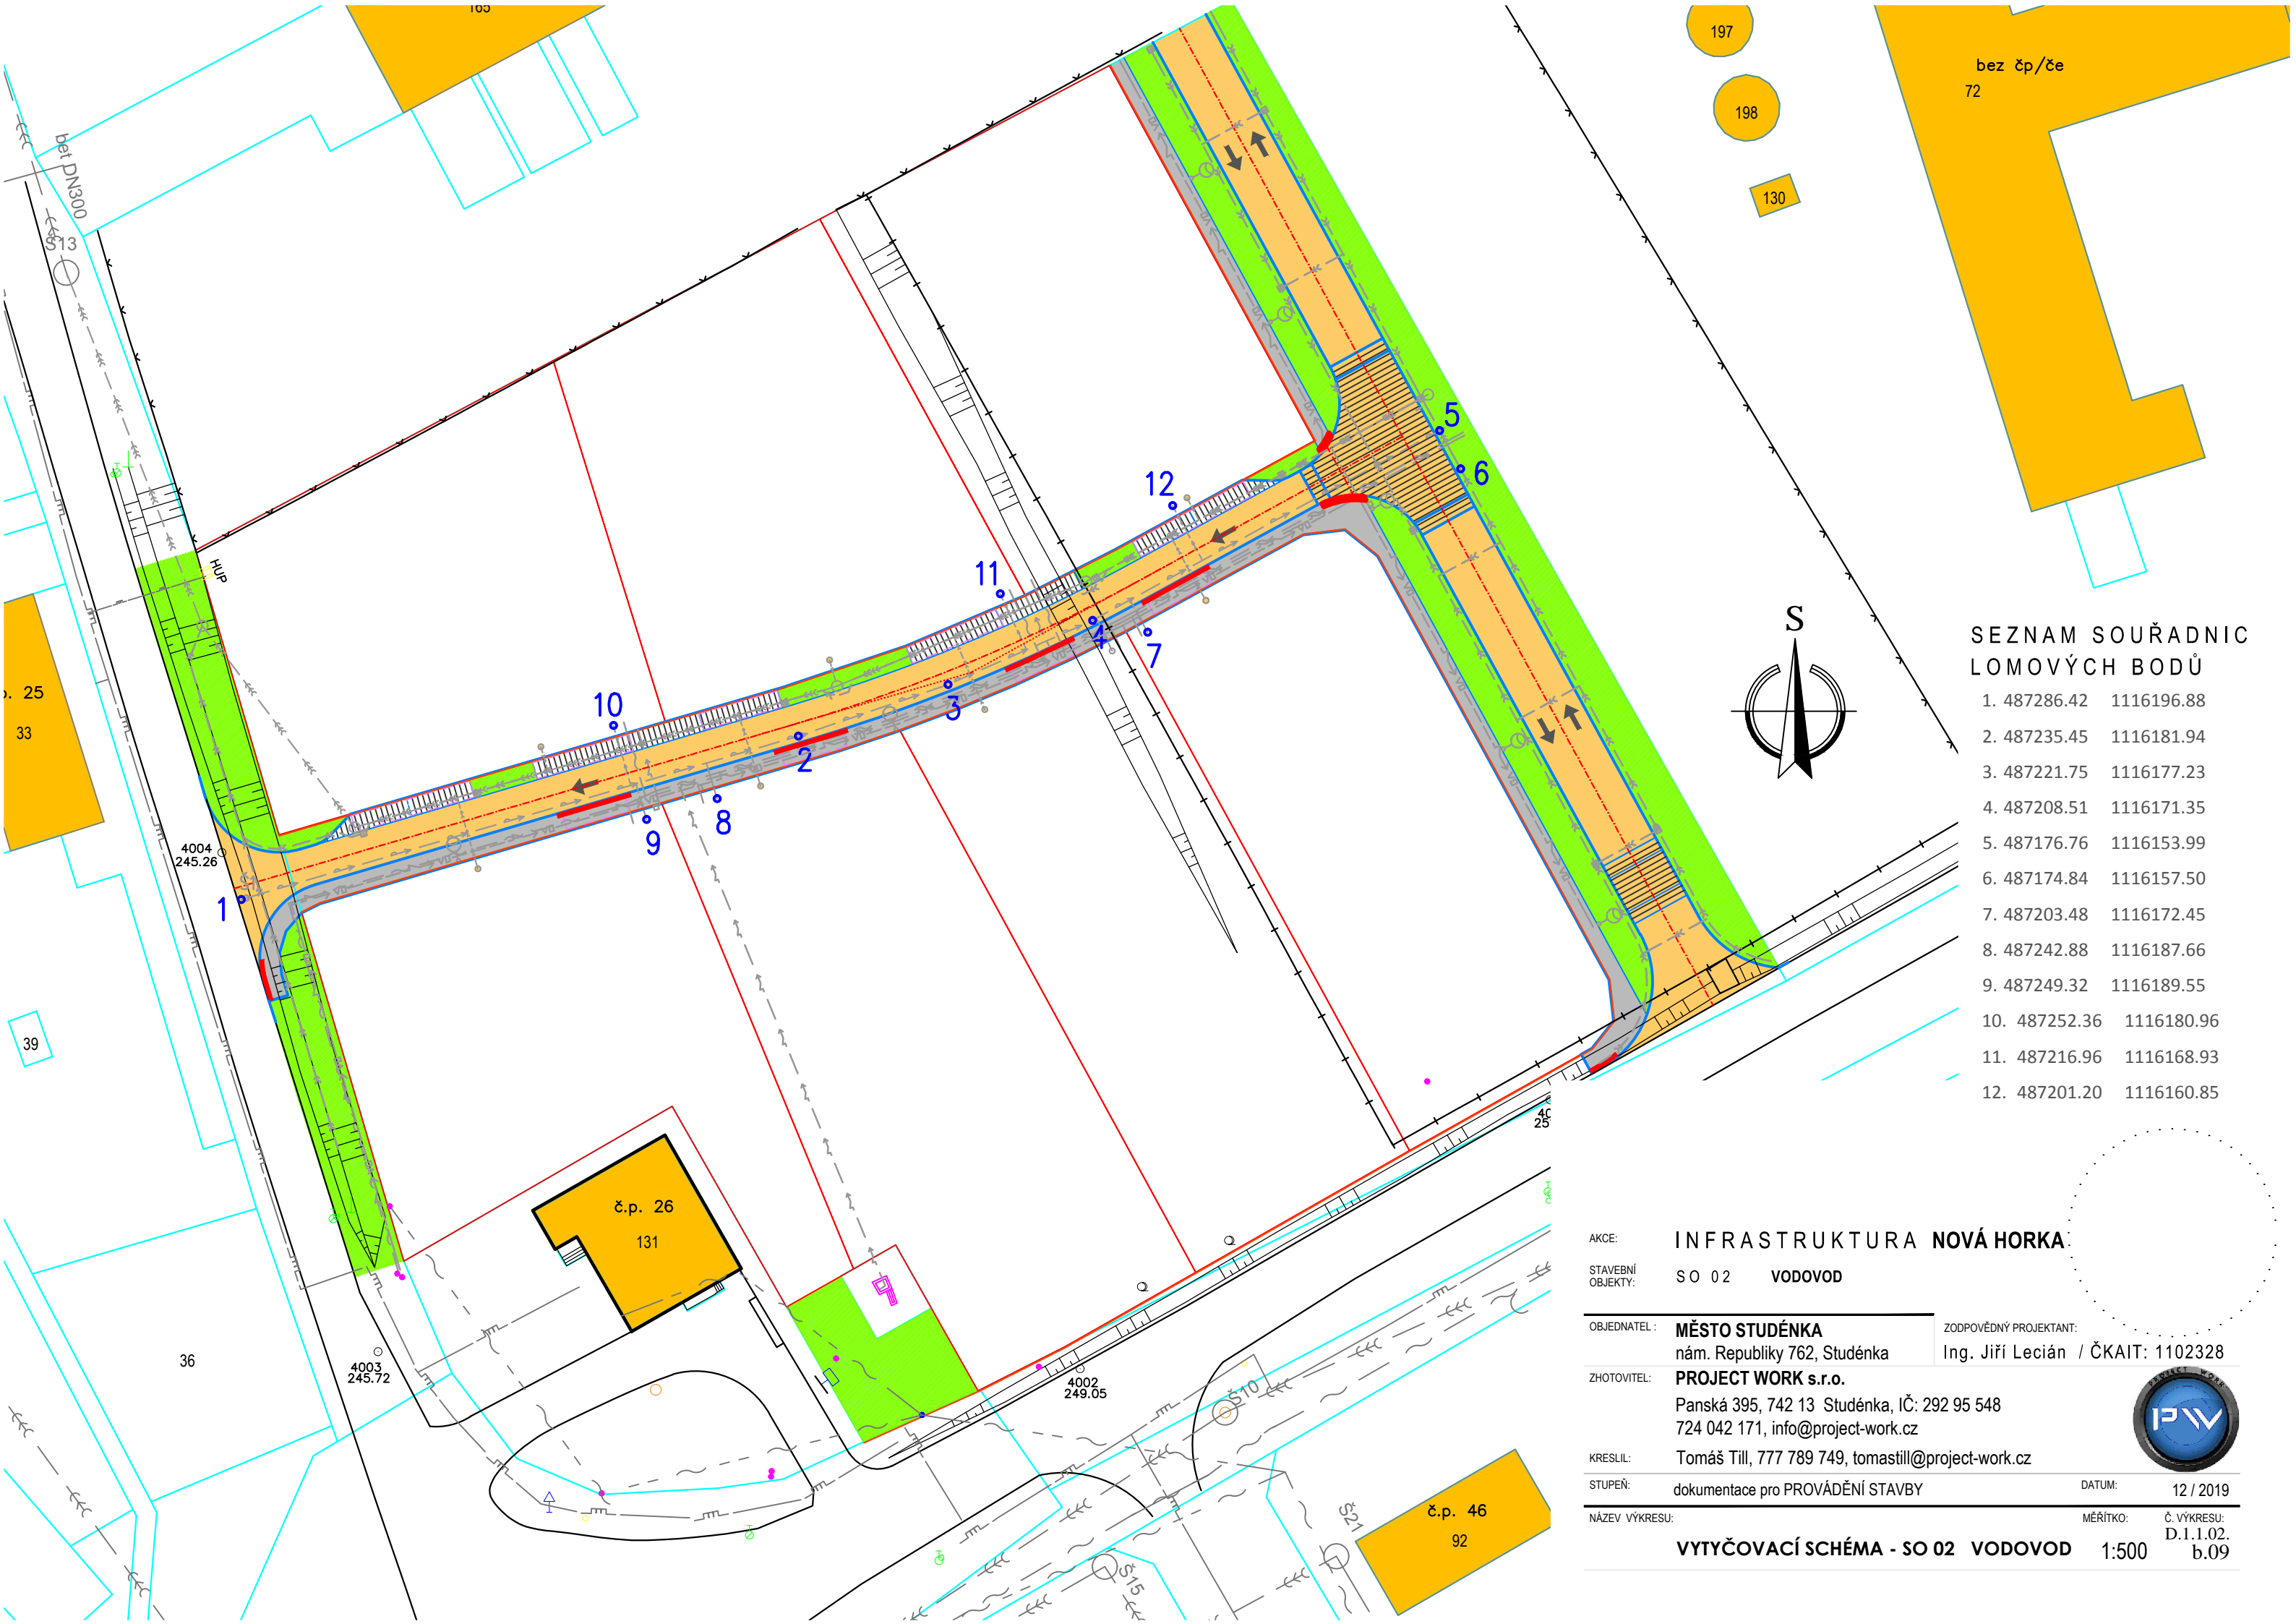 165
197
bez čp/če
72
198
130
bet DN300
S13
HUP
5
6
12
11
10
4
7
3
2
8
9
1
4004
245.26
Š1
25
33
39
36
č.p. 26
131
4003
245.72
4002
249.05
Š10
Š15
Š21
č.p. 46
92
S
SEZNAM SOUŘADNIC
LOMOVÝCH BODŮ
1. 487286.42 1116196.88
2. 487235.45 1116181.94
3. 487221.75 1116177.23
4. 487208.51 1116171.35
5. 487176.76 1116153.99
6. 487174.84 1116157.50
7. 487203.48 1116172.45
8. 487242.88 1116187.66
9. 487249.32 1116189.55
10. 487252.36 1116180.96
11. 487216.96 1116168.93
12. 487201.20 1116160.85
AKCE: INFRASTRUKTURA NOVÁ HORKA
STAVEBNÍ OBJEKTY: SO 02 VODOVOD
OBJEDNATEL : MĚSTO STUDÉNKA
nám. Republiky 762, Studénka
ZODPOVĚDNÝ PROJEKTANT:
Ing. Jiří Lecián / ČKAIT: 1102328
ZHOTOVITEL: PROJECT WORK s.r.o.
Panská 395, 742 13 Studénka, IČ: 292 95 548
724 042 171, info@project-work.cz
PROJECT WORK
PW
KRESLIL: Tomáš Till, 777 789 749, tomastill@project-work.cz
STUPEŇ: dokumentace pro PROVÁDĚNÍ STAVBY
DATUM: 12 / 2019
NÁZEV VÝKRESU:
VYTYČOVACÍ SCHÉMA - SO 02 VODOVOD
MĚŘÍTKO:
1:500
Č. VÝKRESU:
D.1.1.02.
b.09